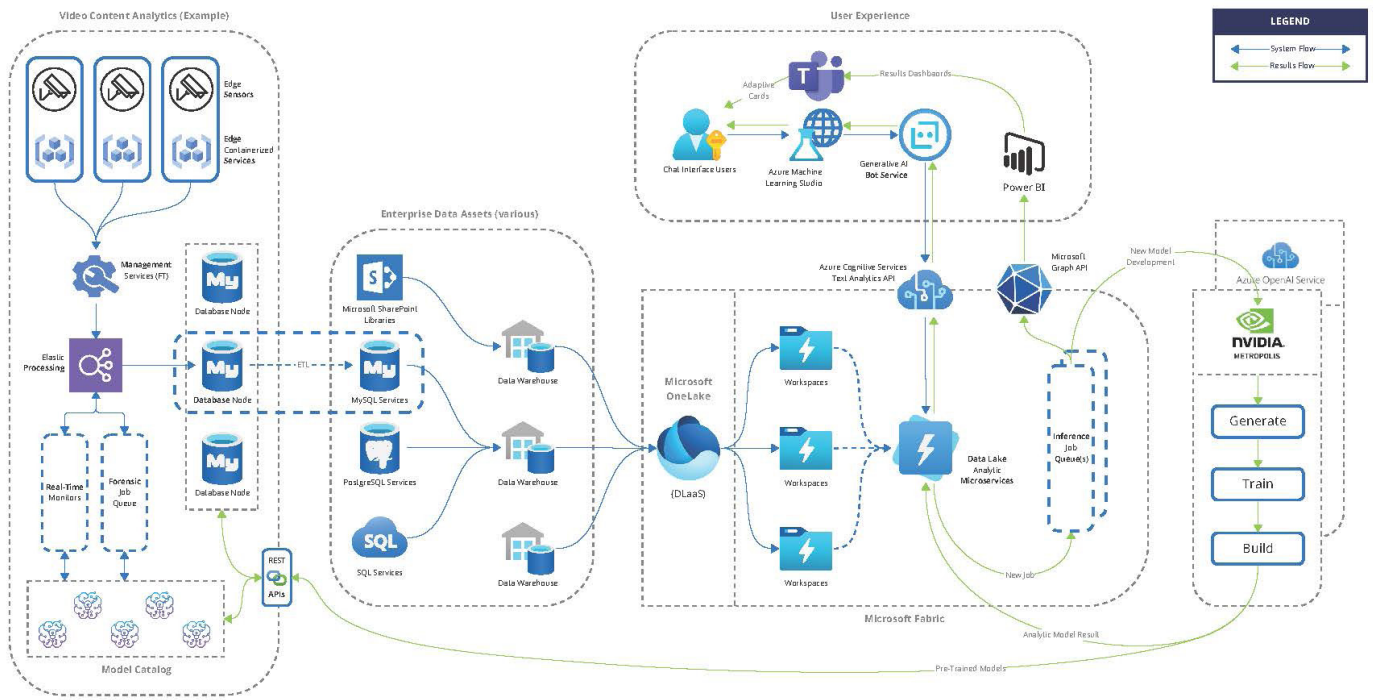 Video Content Analytics (Example)
Edge
Sensors
Edge
Containerized
Services
Management
Services (FT)
Elastic
Processing
Real-Time
Monitors
Forensic
Job
Queue
Model Catalog
My
Database Node
My
Database Node
My
Database Node
ETL
REST
APIs
Enterprise Data Assets (various)
S
Microsoft SharePoint
Libraries
My
MySQL Services
PostgreSQL Services
SQL
SQL Services
Data Warehouse
Data Warehouse
Data Warehouse
User Experience
T
Adaptive
Cards
Results Dashboards
Chat Interface Users
Azure Machine
Learning Studio
Generative AI
Bot Service
Power BI
Azure Cognitive Services
Text Analytics API
Microsoft
Graph API
Microsoft
OneLake
(DLaaS)
Workspaces
Workspaces
Workspaces
Data Lake
Analytic
Microservices
Inference
Job
Queue(s)
New Job
Microsoft Fabric
New Model
Development
Analytic Model Result
Pre-Trained Models
LEGEND
System Flow
Results Flow
Azure OpenAI Service
NVIDIA.
METROPOLIS
Generate
Train
Build